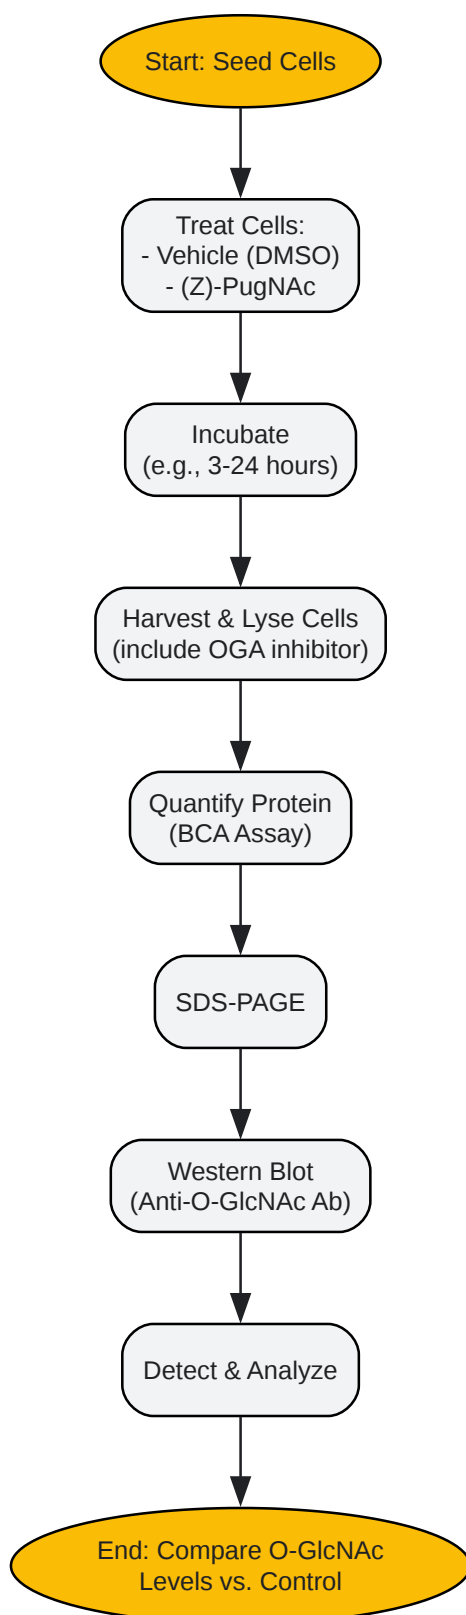 Start: Seed Cells
Treat Cells:
- Vehicle (DMSO)
- (Z)-PugNAc
Incubate
(e.g., 3-24 hours)
Harvest & Lyse Cells
(include OGA inhibitor)
Quantify Protein
(BCA Assay)
SDS-PAGE
Western Blot
(Anti-O-GlcNAc Ab)
Detect & Analyze
End: Compare O-GlcNAc
Levels vs. Control